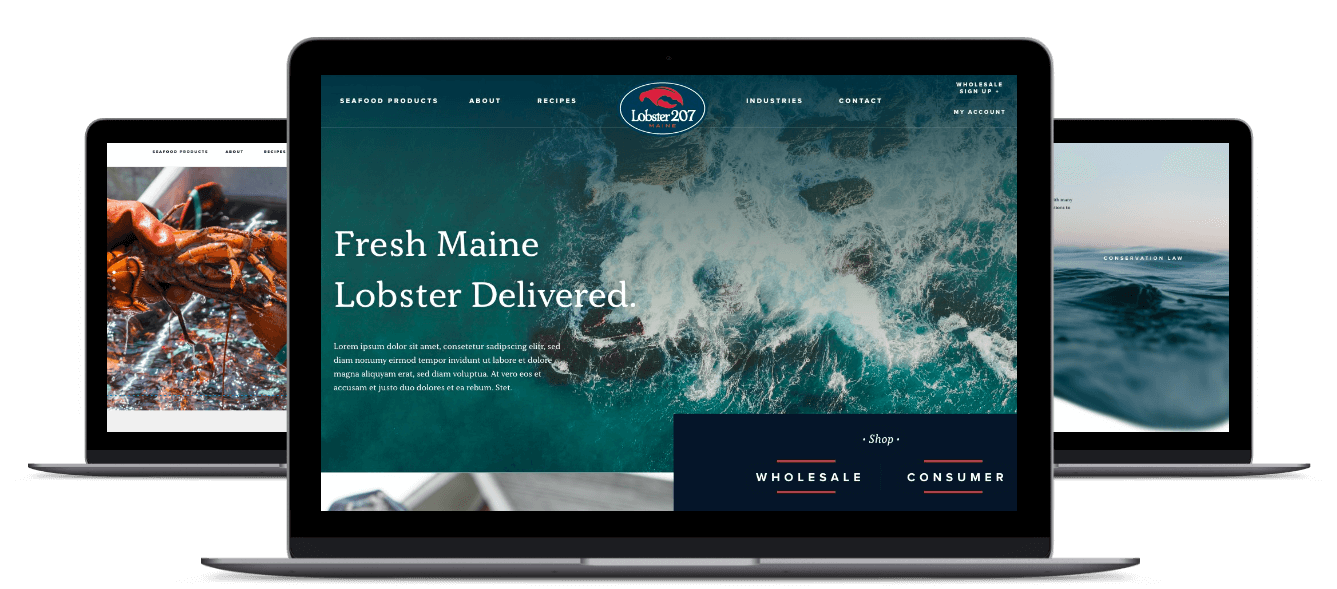 SEAFOOD PRODUCTS ABOUT RECIPES
SEAFOOD PRODUCTS ABOUT RECIPES
Lobster 207
MAINE
INDUSTRIES CONTACT
WHOLESALE
SIGN UP +
MY ACCOUNT
Fresh Maine
Lobster Delivered.
Lorem ipsum dolor sit amet, consetetur sadipscing elitr, sed
diam nonumy eirmod tempor invidunt ut labore et dolore
magna aliquyam erat, sed diam voluptua. At vero eos et
accusam et justo duo dolores et ea rebum. Stet.
· Shop ·
WHOLESALE CONSUMER
CONSERVATION LAW